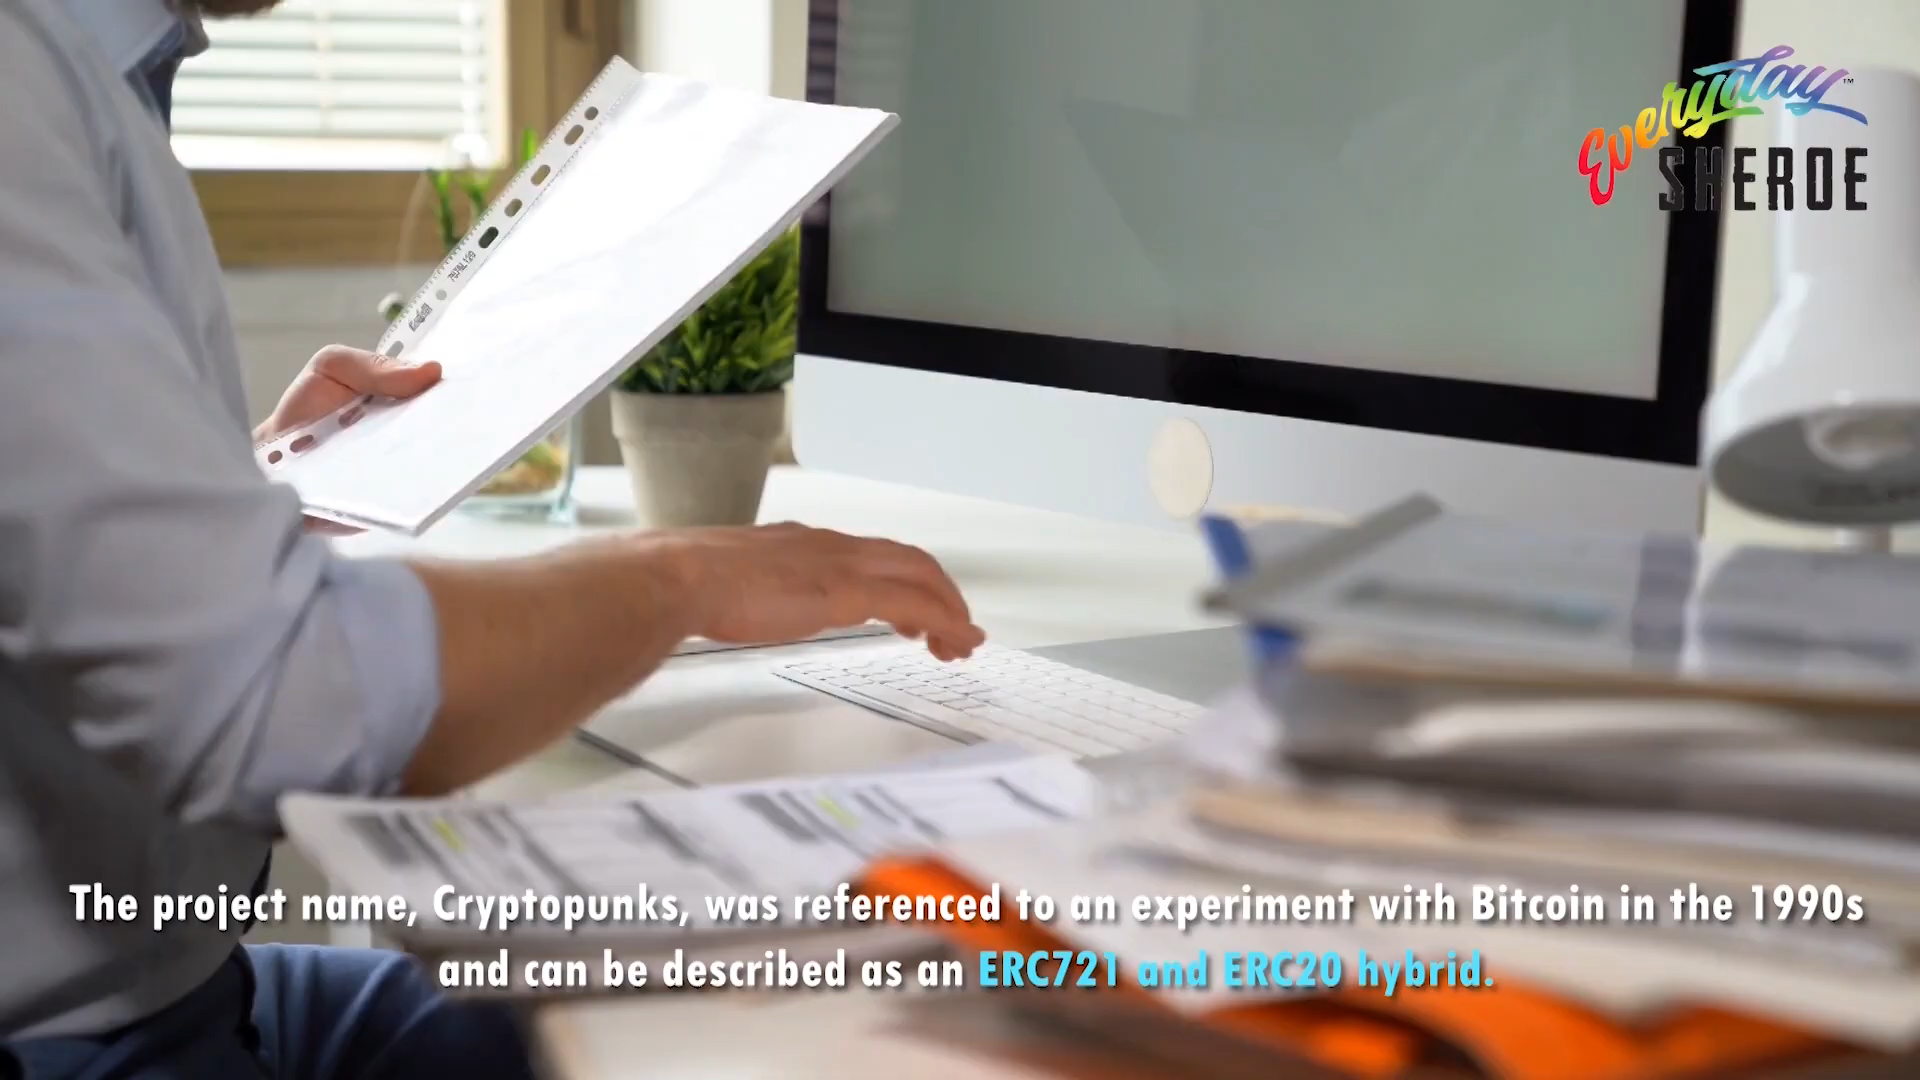 Everyday™
SHEROE
The project name, Cryptopunks, was referenced to an experiment with Bitcoin in the 1990s
and can be described as an ERC721 and ERC20 hybrid.